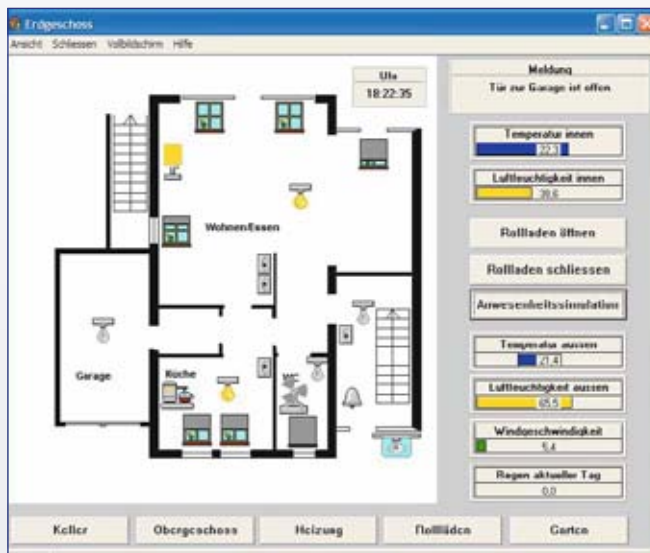 Erdgeschoss
Ansicht Schliessen Vollbildschirm Hilfe
Uhr
18:22:35
Meldung
Tür zur Garage ist offen
Temperatur innen
22,3
Luftfeuchtigkeit innen
39,6
Rollladen öffnen
Rollladen schliessen
Anwesenheitssimulation
Temperatur aussen
21,4
Luftfeuchtigkeit aussen
65,5
Windgeschwindigkeit
5,4
Regen aktueller Tag
0,0
Wohnen/Essen
Garage
Küche
WC
Keller
Obergeschoss
Heizung
Rollläden
Garten